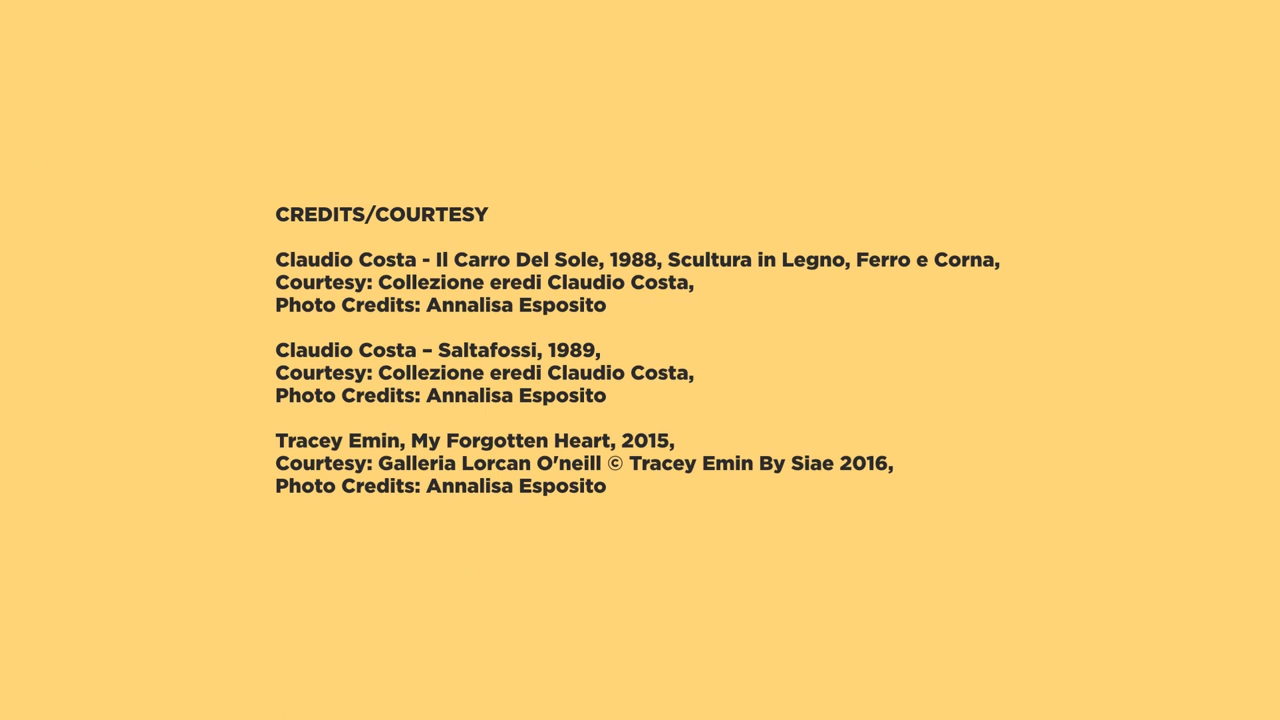 CREDITS/COURTESY
Claudio Costa - Il Carro Del Sole, 1988, Scultura in Legno, Ferro e Corna,
Courtesy: Collezione eredi Claudio Costa,
Photo Credits: Annalisa Esposito
Claudio Costa – Saltafossi, 1989,
Courtesy: Collezione eredi Claudio Costa,
Photo Credits: Annalisa Esposito
Tracey Emin, My Forgotten Heart, 2015,
Courtesy: Galleria Lorcan O'neill © Tracey Emin By Siae 2016,
Photo Credits: Annalisa Esposito